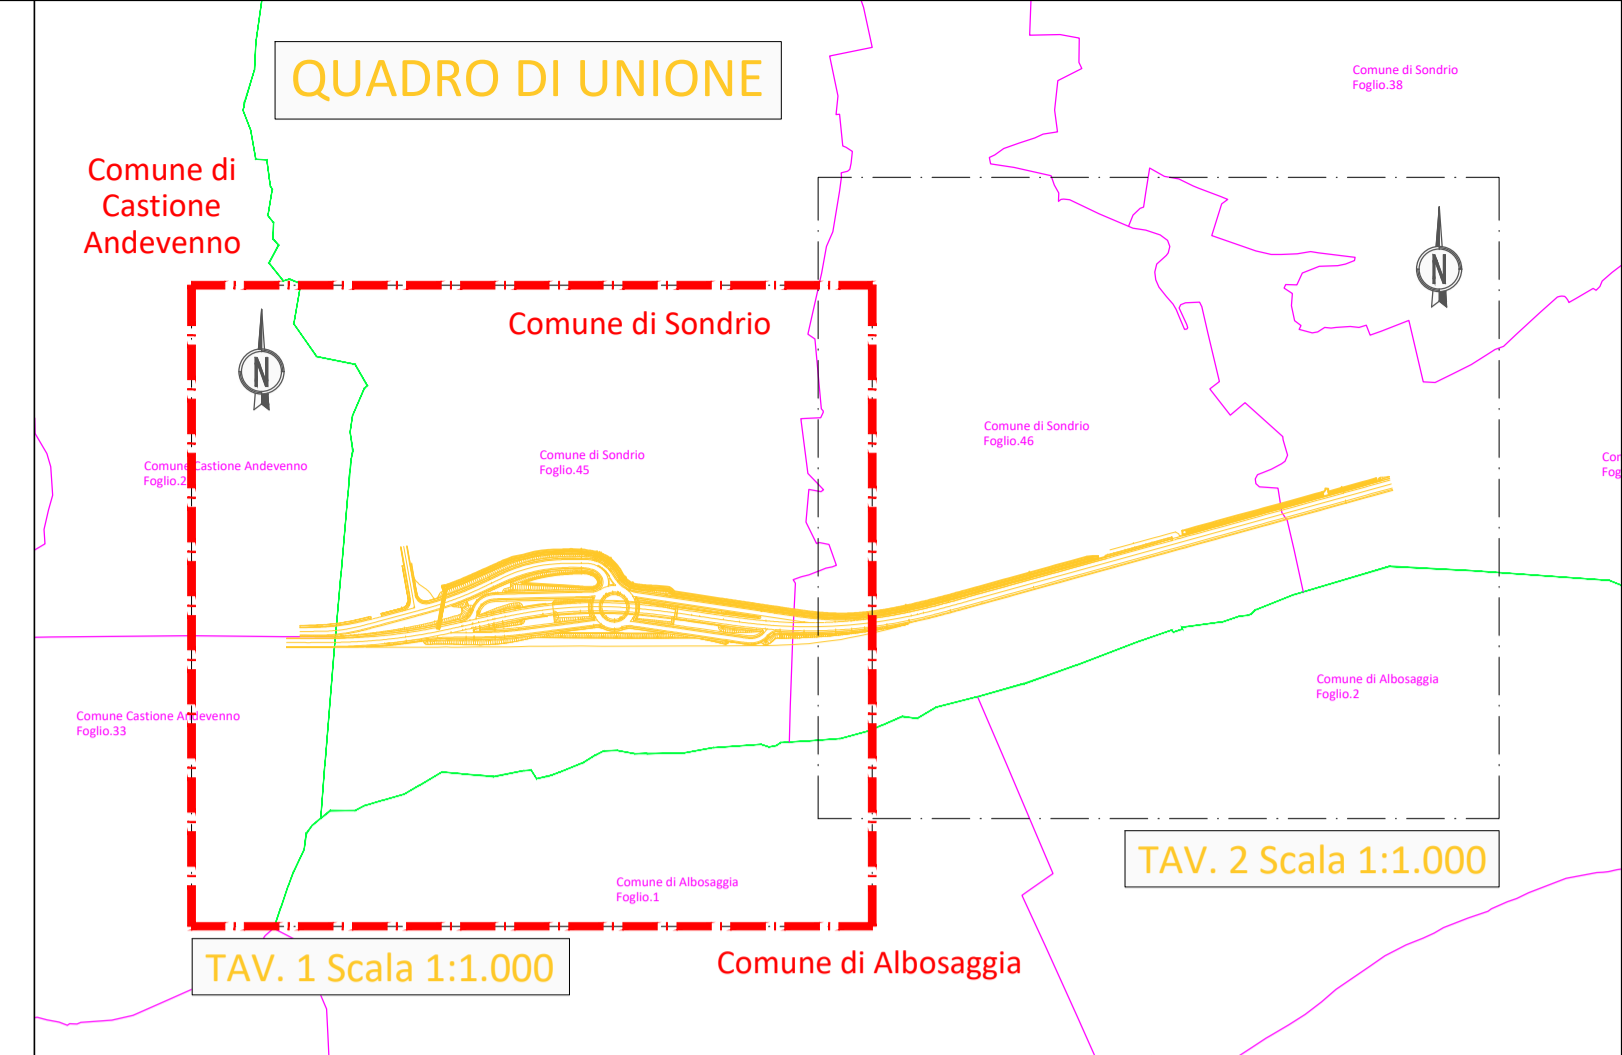 QUADRO DI UNIONE
Comune di Sondrio
Foglio.38
Comune di
Castione
Andevenno
N
Comune di Sondrio
N
Comune di Sondrio
Foglio.46
Comune di Sondrio
Foglio.45
Comune Castione Andevenno
Foglio.2
Comune di Albosaggia
Foglio.2
Comune Castione Andevenno
Foglio.33
TAV. 2 Scala 1:1.000
Comune di Albosaggia
Foglio.1
TAV. 1 Scala 1:1.000
Comune di Albosaggia